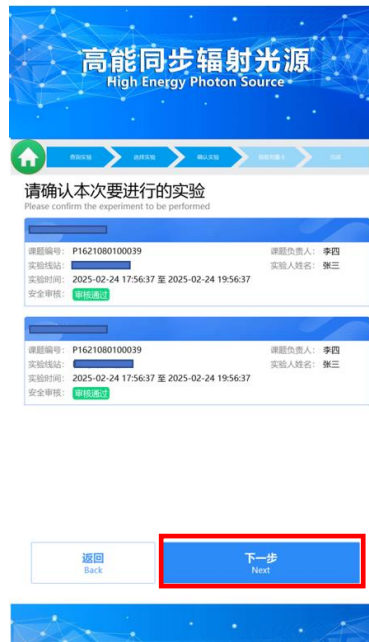 高能同步辐射光源
High Energy Photon Source
查询实验 选择实验 确认实验 完成
请确认本次要进行的实验
Please confirm the experiment to be performed
课题编号: P1621080100039 课题负责人: 李四
实验线站: 实验人姓名: 张三
实验时间: 2025-02-24 17:56:37 至 2025-02-24 19:56:37
安全审核: 审核通过
课题编号: P1621080100039 课题负责人: 李四
实验线站: 实验人姓名: 张三
实验时间: 2025-02-24 17:56:37 至 2025-02-24 19:56:37
安全审核: 审核通过
返回 下一步
Back Next